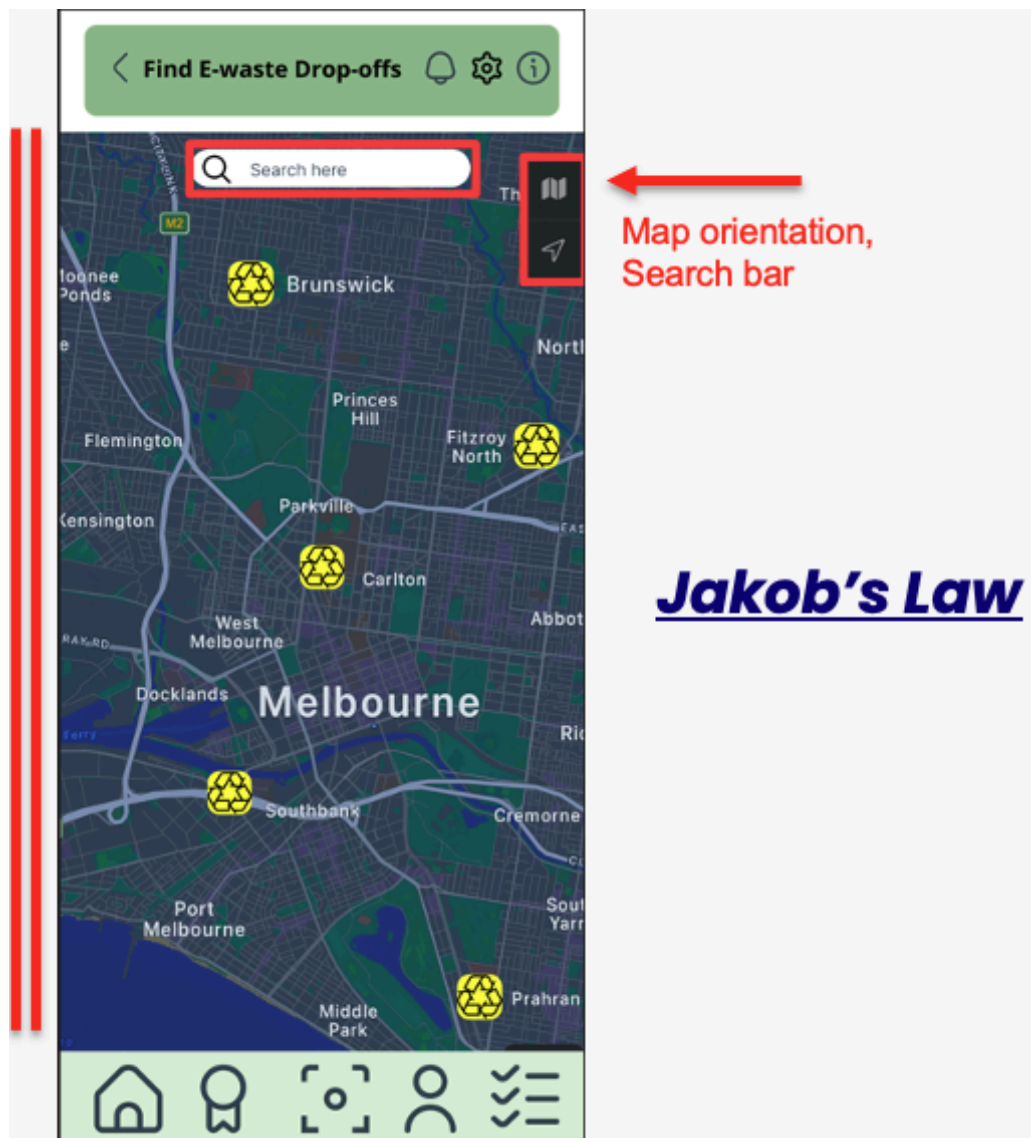 Find E-waste Drop-offs
Search here
M2
Map orientation,
Search bar
Moonee
Ponds
Brunswick
Princes
Hill
Fitzroy
North
Flemington
Parkville
Kensington
Carlton
Jakob's Law
West
Melbourne
Docklands
Melbourne
Southbank
Cremorne
Port
Melbourne
Prahran
Middle
Park